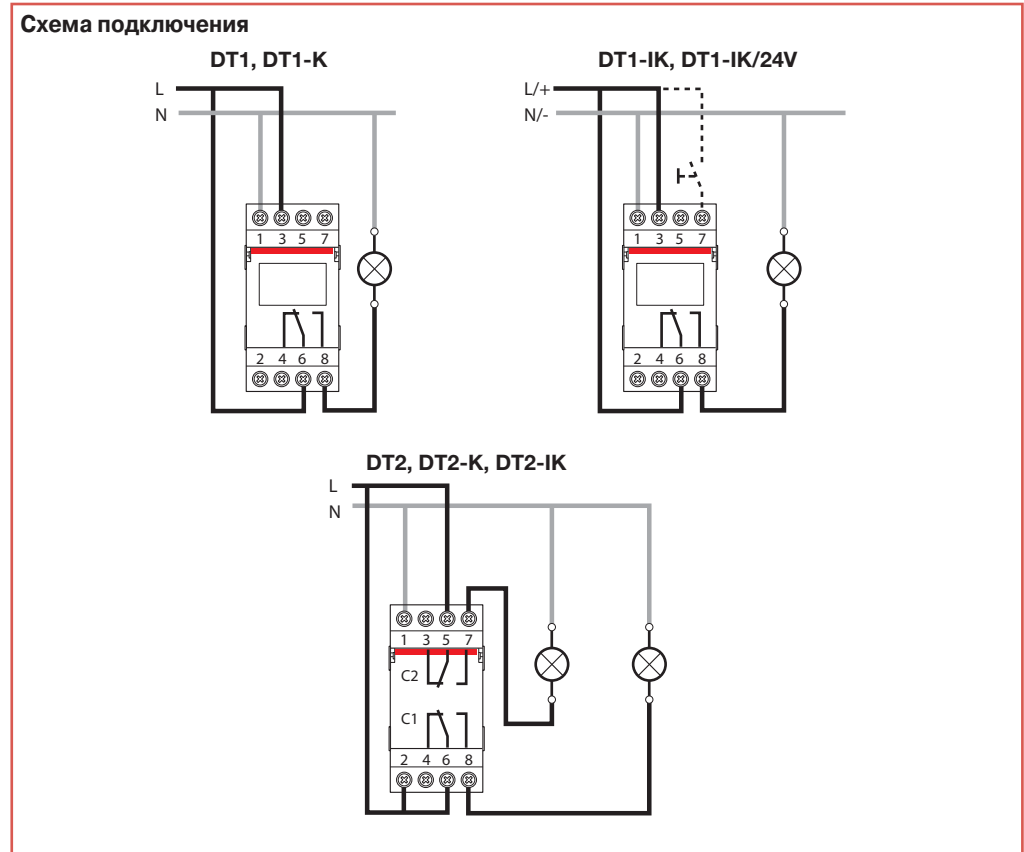 Схема подключения
DT1, DT1-K
L
N
1 3 5 7
2 4 6 8
DT1-IK, DT1-IK/24V
L/+
N/-
1 3 5 7
2 4 6 8
DT2, DT2-K, DT2-IK
L
N
1 3 5 7
C2
C1
2 4 6 8